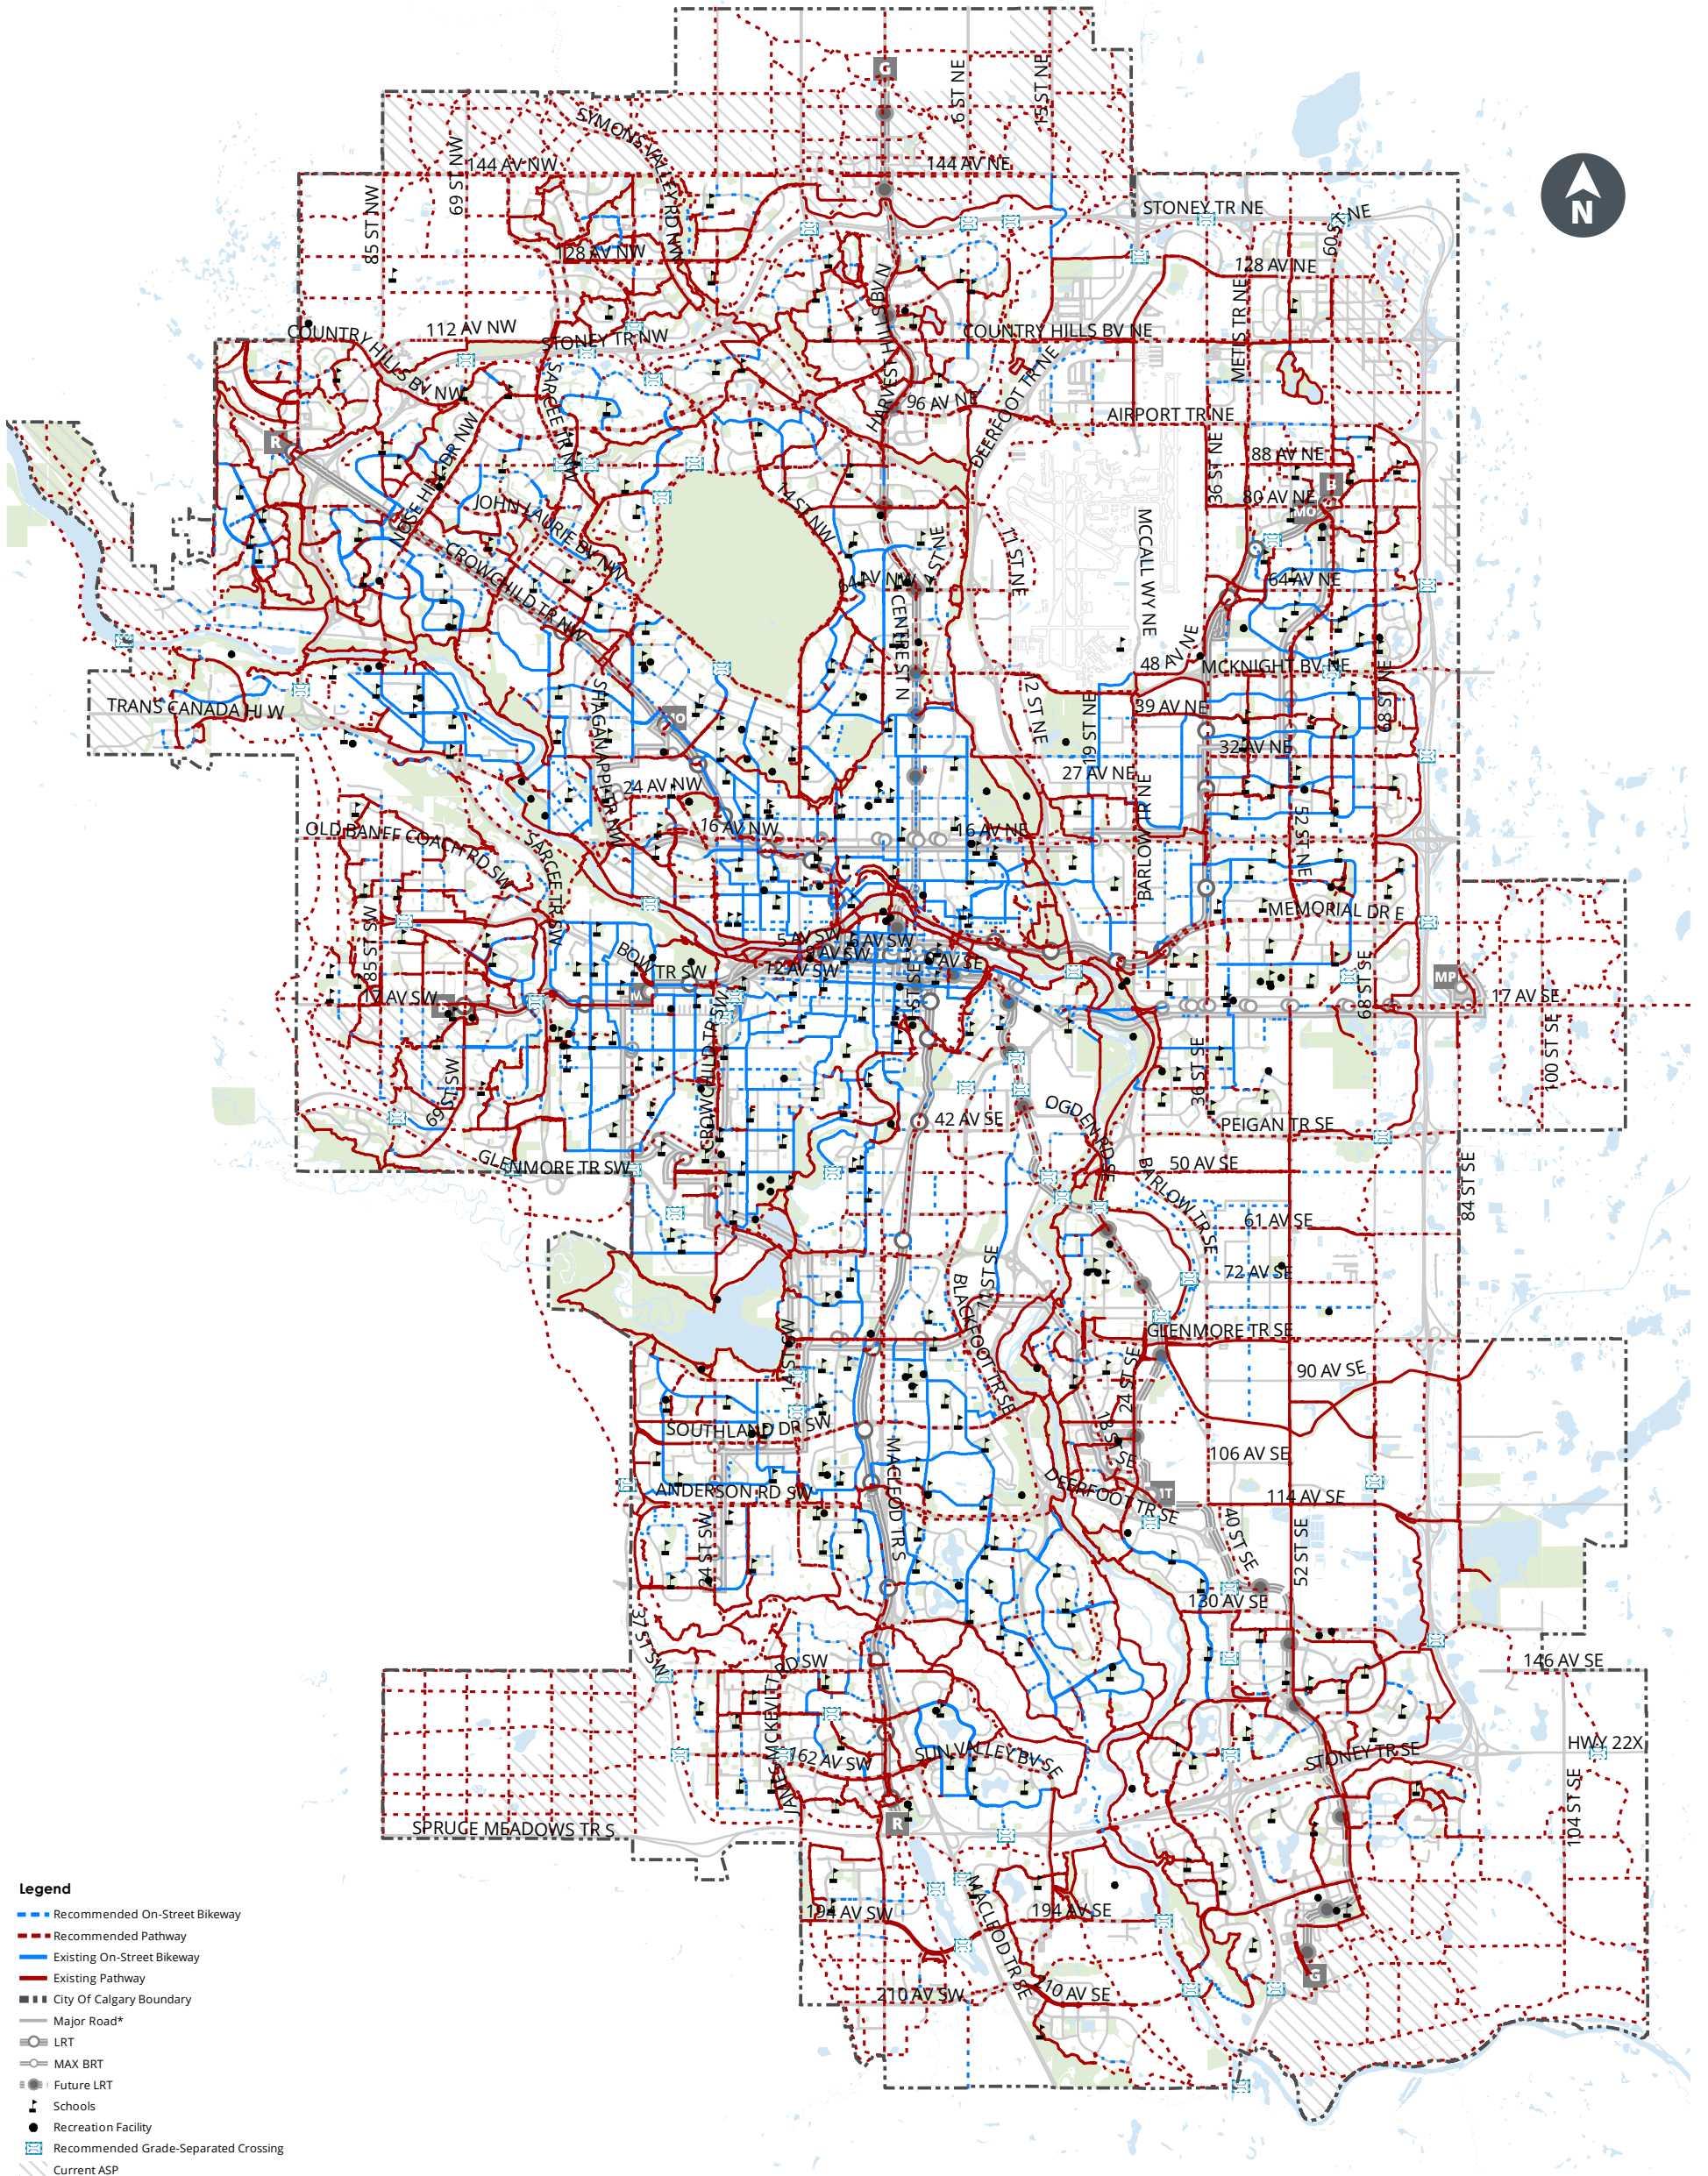 G
6 ST NE
15 ST NE
SYMONS VALLEY RD NW
69 ST NW
144 AV NW
144 AV NE
85 ST NW
STONEY TR NE
60 ST NE
N
128 AV NW
128 AV NE
HARVEST HILLS BV N
METIS TR NE
COUNTRY HILLS BV NW
112 AV NW
STONEY TR NW
COUNTRY HILLS BV NE
SARCEE TR NW
DEERFOOT TR NE
96 AV NE
AIRPORT TR NE
R
NOSE HILL DR NW
36 ST NE
88 AV NE
JOHN LAURIE BV NW
14 ST NW
80 AV NE
B
MO
CROWCHILD TR NW
4 ST NE
11 ST NE
MCCALL WY NE
64 AV NW
64 AV NE
CENTRE ST N
48 AV NE
MCKNIGHT BV NE
TRANS CANADA HI W
SHAGANAPPI TR NW
MO
12 ST NE
19 ST NE
39 AV NE
68 ST NE
32 AV NE
24 AV NW
27 AV NE
BARLOW TR NE
52 ST NE
OLD BANFF COACH RD SW
16 AV NW
16 AV NE
SARCEE TR SW
MEMORIAL DR E
85 ST SW
5 AV SW
6 AV SW
9 AV SW
9 AV SE
BOW TR SW
12 AV SW
1 ST SE
68 ST SE
MP
17 AV SW
17 AV SE
CROWCHILD TR SW
36 ST SE
100 ST SE
69 ST SW
42 AV SE
OGDEN RD SE
PEIGAN TR SE
GLENMORE TR SW
50 AV SE
BARLOW TR SE
84 ST SE
61 AV SE
11 ST SE
72 AV SE
BLACKFOOT TR SE
GLENMORE TR SE
14 ST SW
24 ST SE
90 AV SE
SOUTHLAND DR SW
18 ST SE
106 AV SE
MACLEOD TR S
ANDERSON RD SW
DEERFOOT TR SE
114 AV SE
24 ST SW
40 ST SE
52 ST SE
130 AV SE
37 ST SW
146 AV SE
JAMES MCKEVITT RD SW
162 AV SW
SUN VALLEY BV SE
STONEY TR SE
HWY 22X
104 ST SE
SPRUCE MEADOWS TR S
R
194 AV SW
MACLEOD TR SE
194 AV SE
G
210 AV SW
210 AV SE
Legend
Recommended On-Street Bikeway
Recommended Pathway
Existing On-Street Bikeway
Existing Pathway
City Of Calgary Boundary
Major Road*
LRT
MAX BRT
Future LRT
Schools
Recreation Facility
Recommended Grade-Separated Crossing
Current ASP